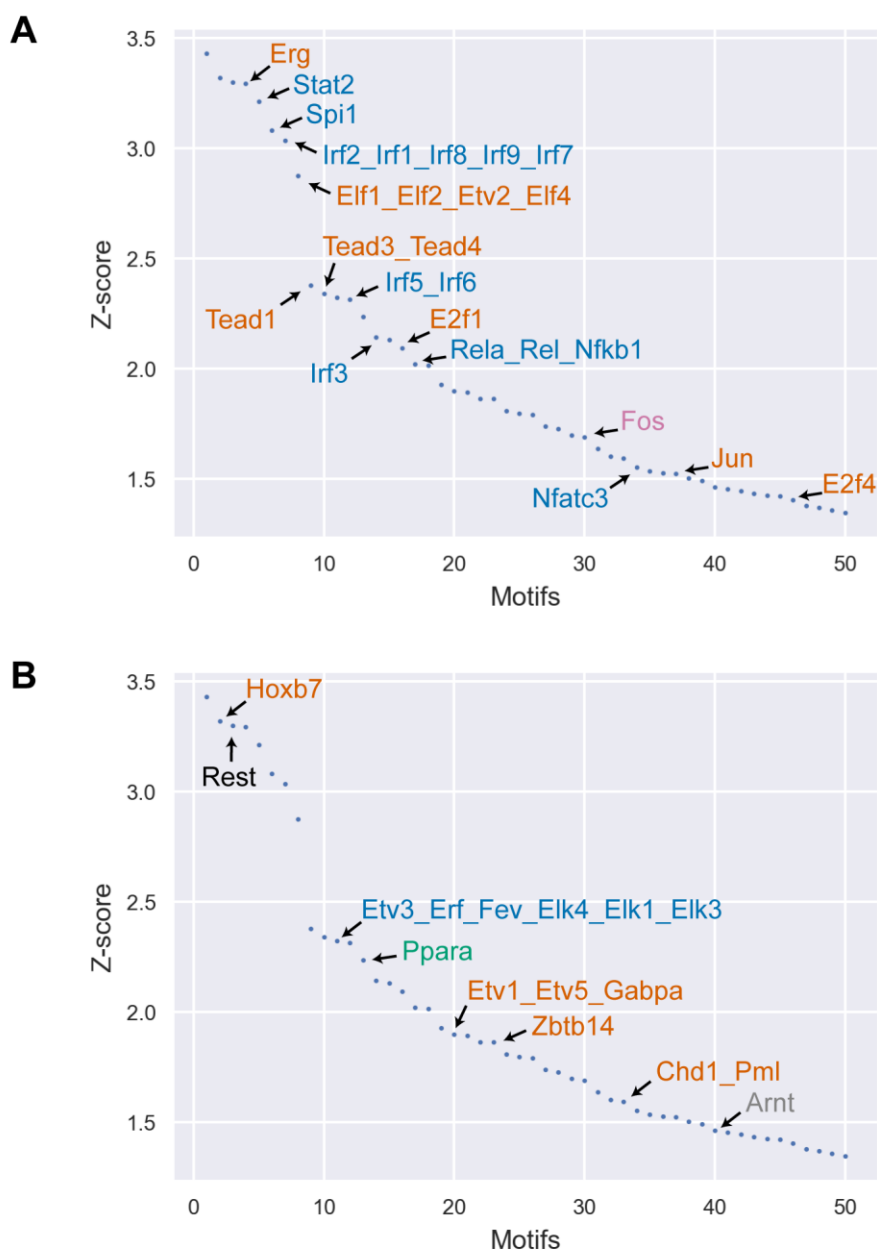 A
3.5
Erg
Stat2
Spi1
3.0
Irf2_Irf1_Irf8_Irf9_Irf7
Elf1_Elf2_Etv2_Elf4
Z-score
2.5
Tead3_Tead4
Irf5_Irf6
Tead1
E2f1
Rela_Rel_Nfkb1
Irf3
2.0
Fos
Jun
1.5
Nfatc3
E2f4
0 10 20 30 40 50
Motifs
B
3.5
Hoxb7
Rest
3.0
Z-score
2.5
Etv3_Erf_Fev_Elk4_Elk1_Elk3
Ppara
Etv1_Etv5_Gabpa
2.0
Zbtb14
Chd1_Pml
Arnt
1.5
0 10 20 30 40 50
Motifs